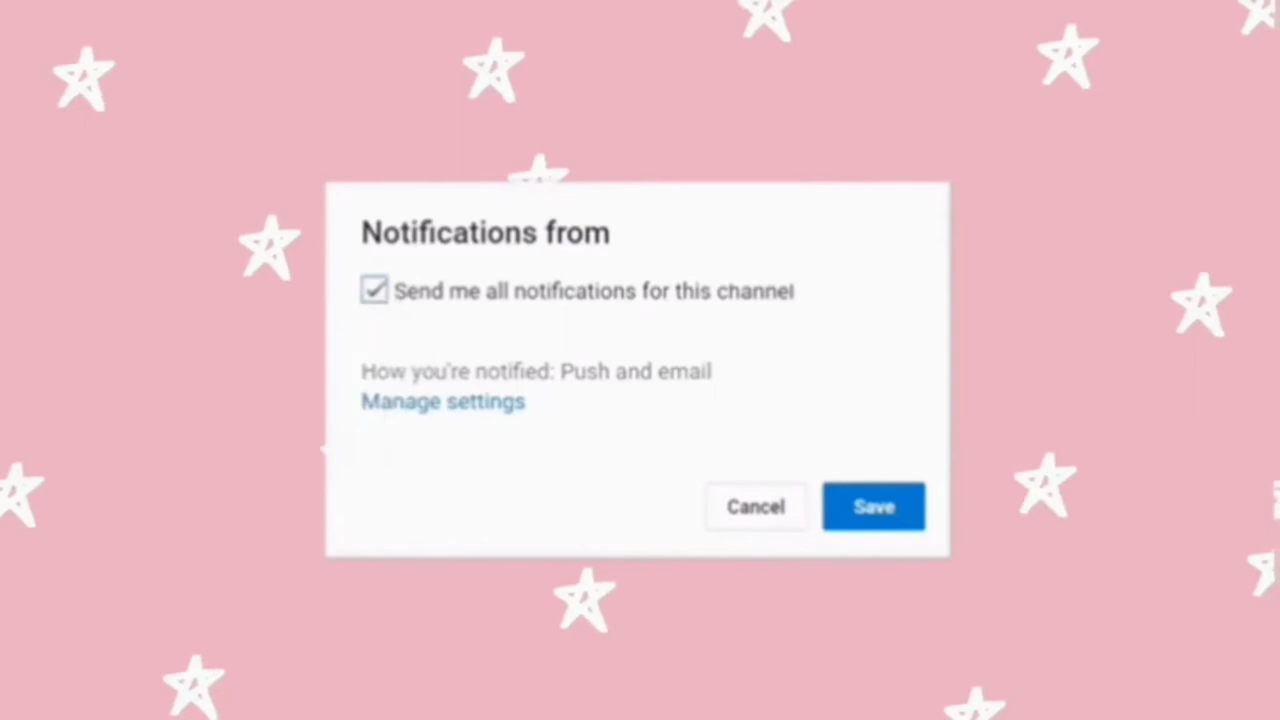 Notifications from
Send me all notifications for this channel
How you're notified: Push and email
Manage settings
Cancel
Save